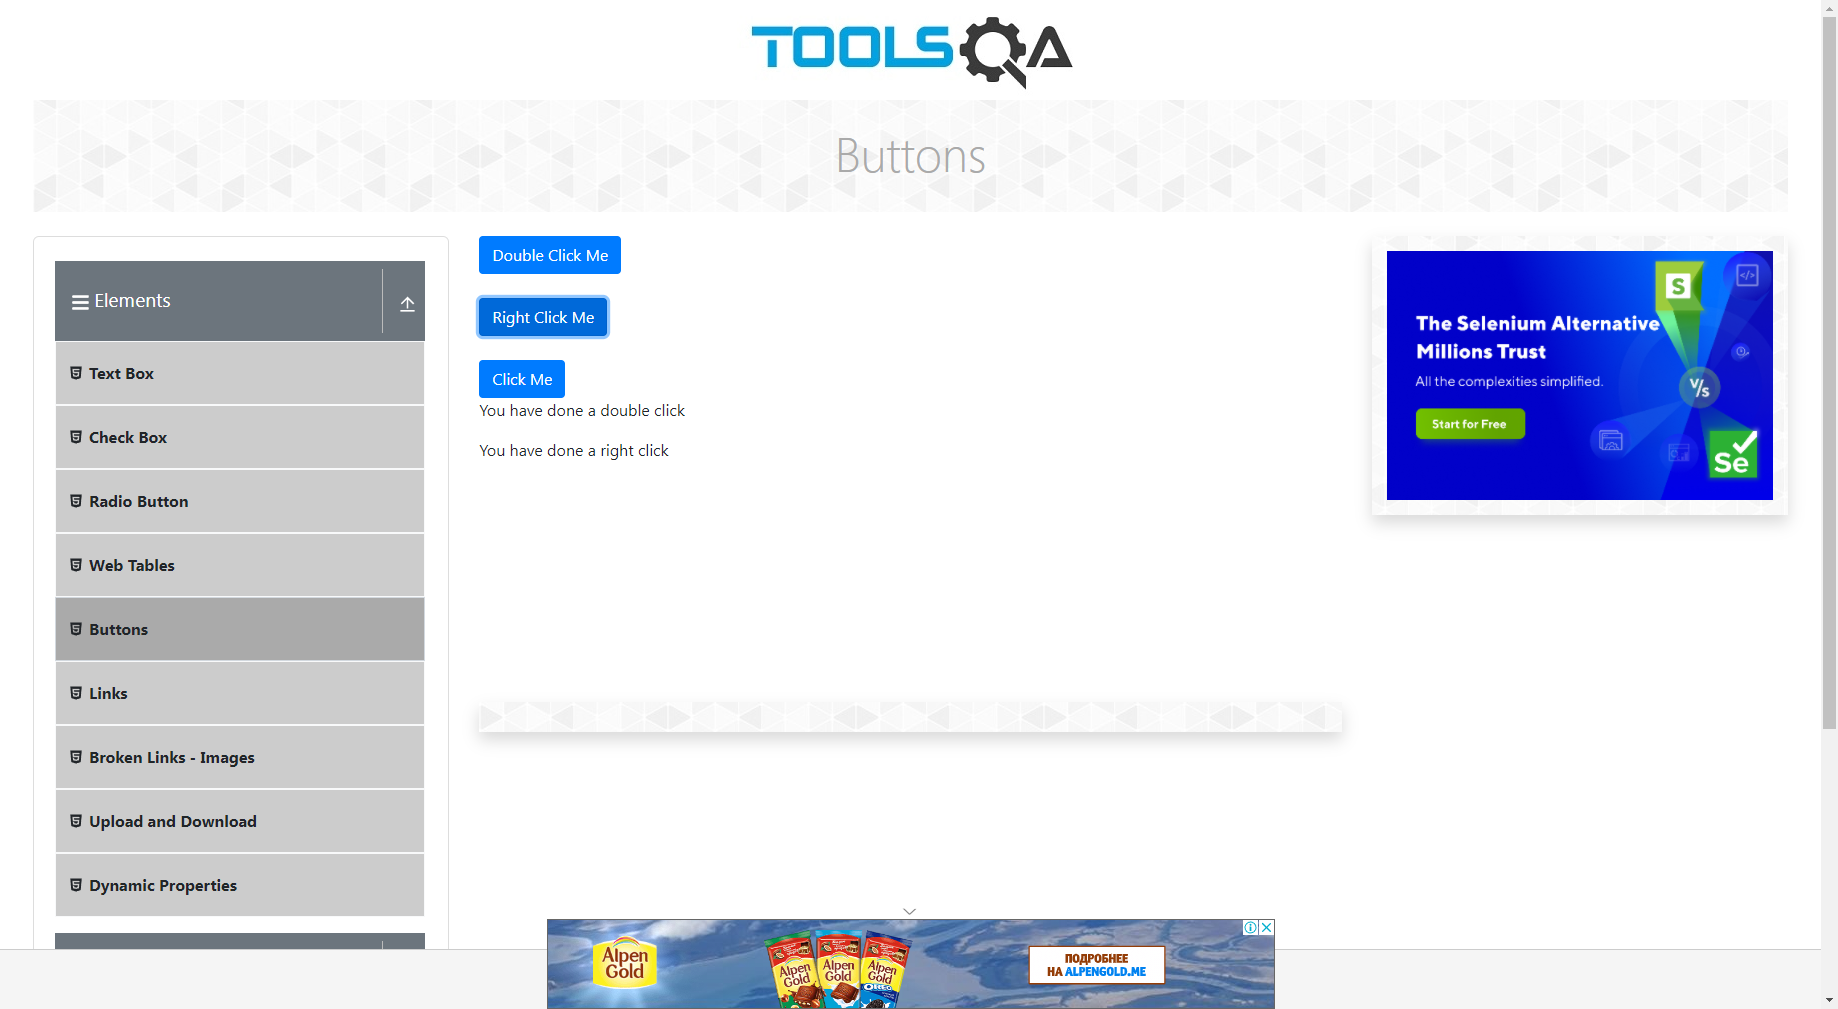 TOOLSQA
Buttons
Elements
Text Box
Check Box
Radio Button
Web Tables
Buttons
Links
Broken Links - Images
Upload and Download
Dynamic Properties
Double Click Me
Right Click Me
Click Me
You have done a double click
You have done a right click
S
</>
The Selenium Alternative
Millions Trust
All the complexities simplified.
V/s
Start for Free
Se
Alpen
Gold
Alpen
Gold
Alpen
Gold
Alpen
Gold
OREO
ПОДРОБНЕЕ
НА ALPENGOLD.ME